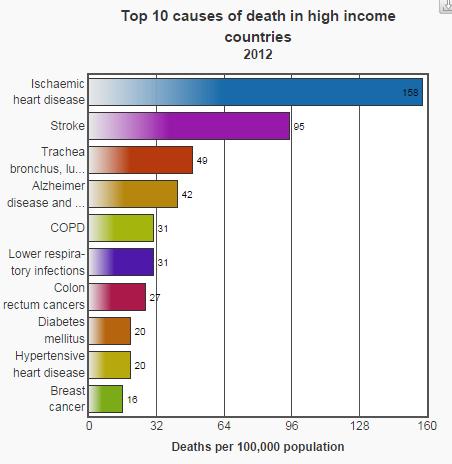 Top 10 causes of death in high income
countries
2012
Ischaemic
heart disease
158
Stroke
95
Trachea
bronchus, lu...
49
Alzheimer
disease and ...
42
COPD
31
Lower respira-
tory infections
31
Colon
rectum cancers
27
Diabetes
mellitus
20
Hypertensive
heart disease
20
Breast
cancer
16
0 32 64 96 128 160
Deaths per 100,000 population